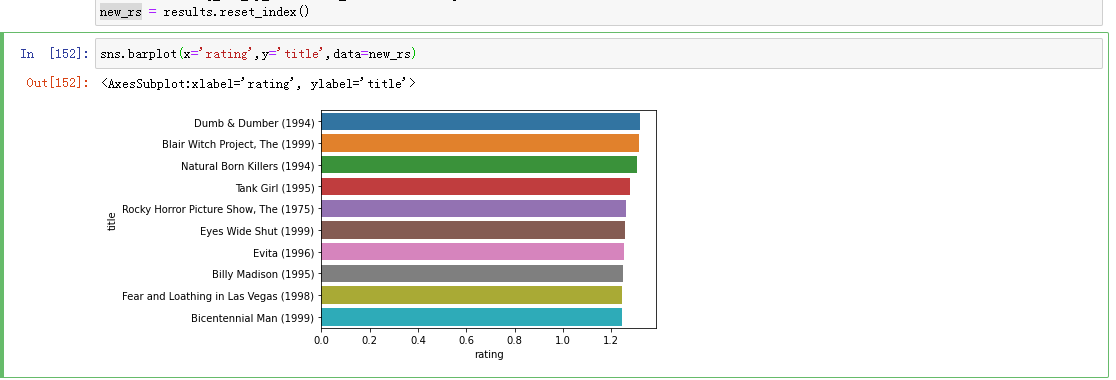 new_rs = results.reset_index()
In [152]: sns.barplot(x='rating',y='title',data=new_rs)
Out[152]: <AxesSubplot:xlabel='rating', ylabel='title'>
Dumb & Dumber (1994)
Blair Witch Project, The (1999)
Natural Born Killers (1994)
Tank Girl (1995)
Rocky Horror Picture Show, The (1975)
title
Eyes Wide Shut (1999)
Evita (1996)
Billy Madison (1995)
Fear and Loathing in Las Vegas (1998)
Bicentennial Man (1999)
0.0 0.2 0.4 0.6 0.8 1.0 1.2
rating